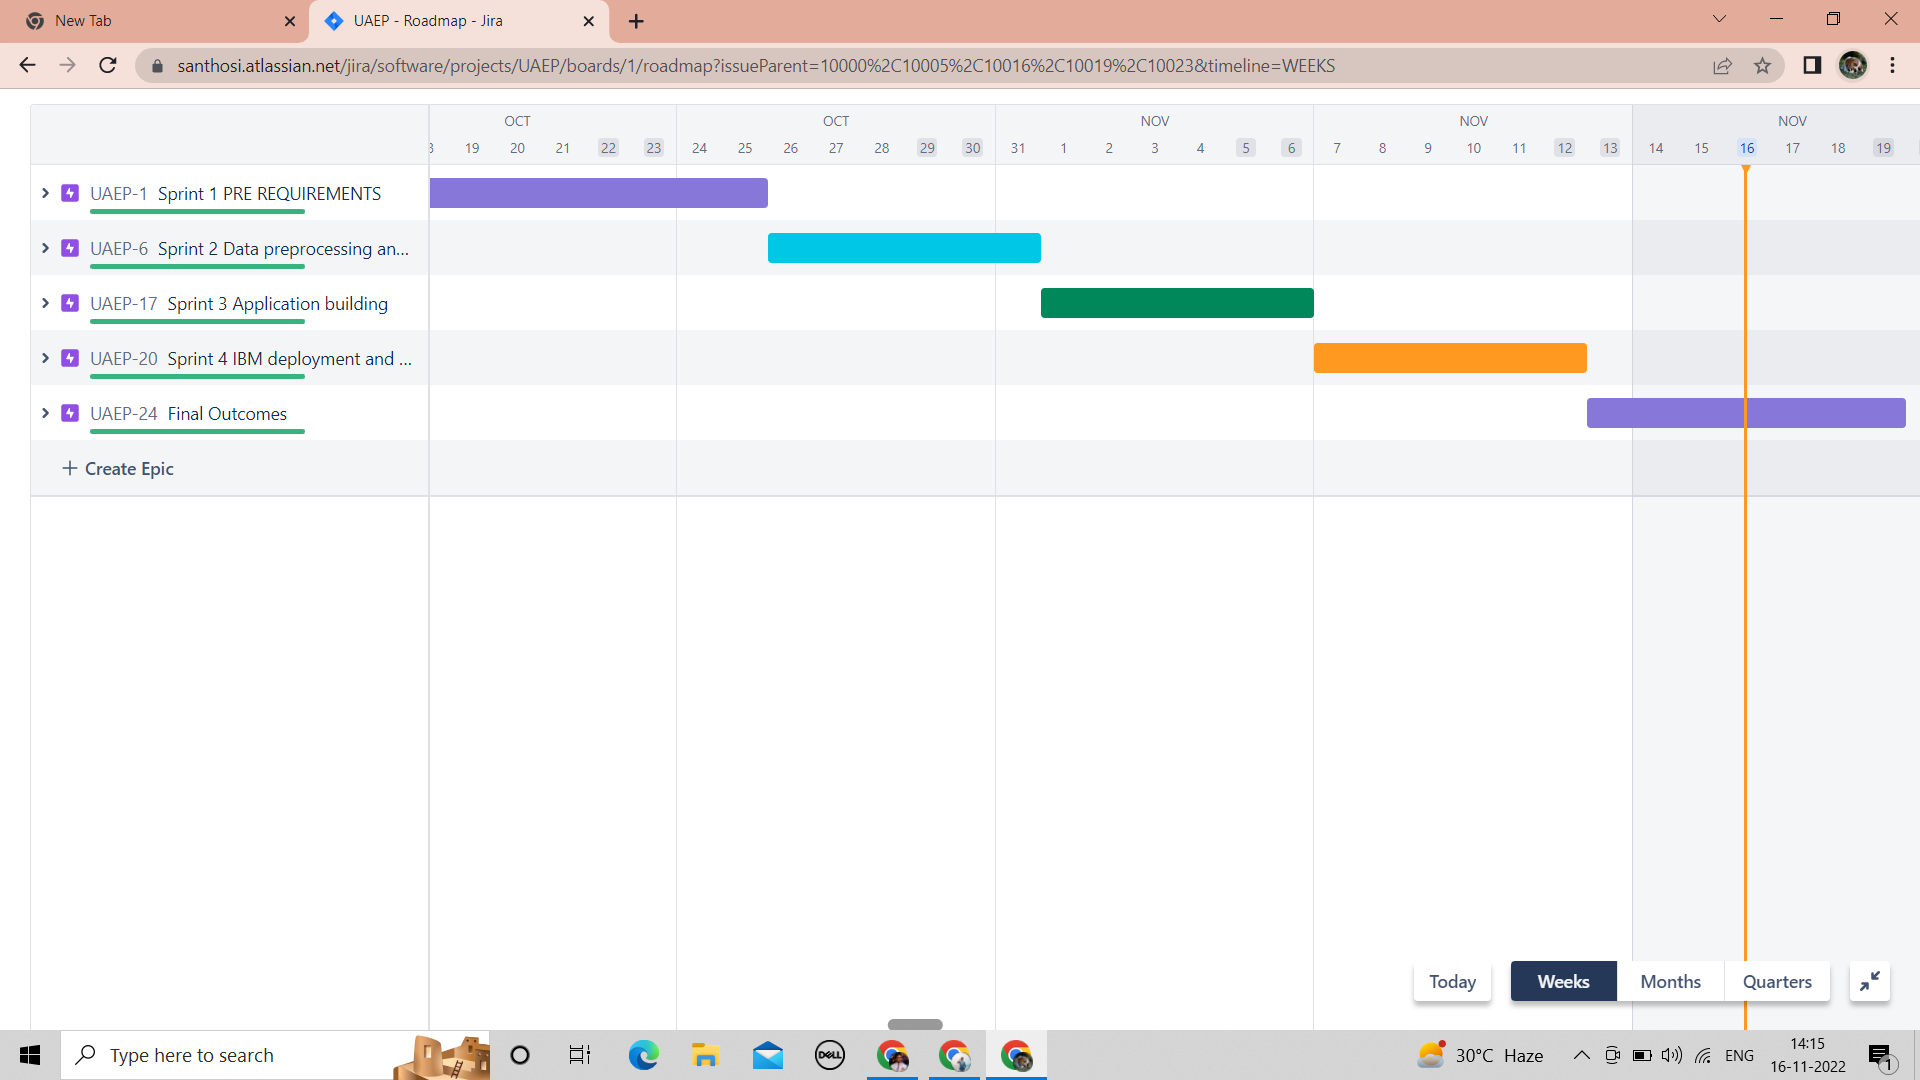 New Tab
UAEP - Roadmap - Jira
santhosi.atlassian.net/jira/software/projects/UAEP/boards/1/roadmap?issueParent=10000%2C10005%2C10016%2C10019%2C10023&timeline=WEEKS
OCT OCT NOV NOV NOV
19 20 21 22 23 24 25 26 27 28 29 30 31 1 2 3 4 5 6 7 8 9 10 11 12 13 14 15 16 17 18 19
UAEP-1 Sprint 1 PRE REQUIREMENTS
UAEP-6 Sprint 2 Data preprocessing an...
UAEP-17 Sprint 3 Application building
UAEP-20 Sprint 4 IBM deployment and ...
UAEP-24 Final Outcomes
+ Create Epic
Today Weeks Months Quarters
Type here to search
DELL
30°C Haze
ENG
14:15
16-11-2022
1